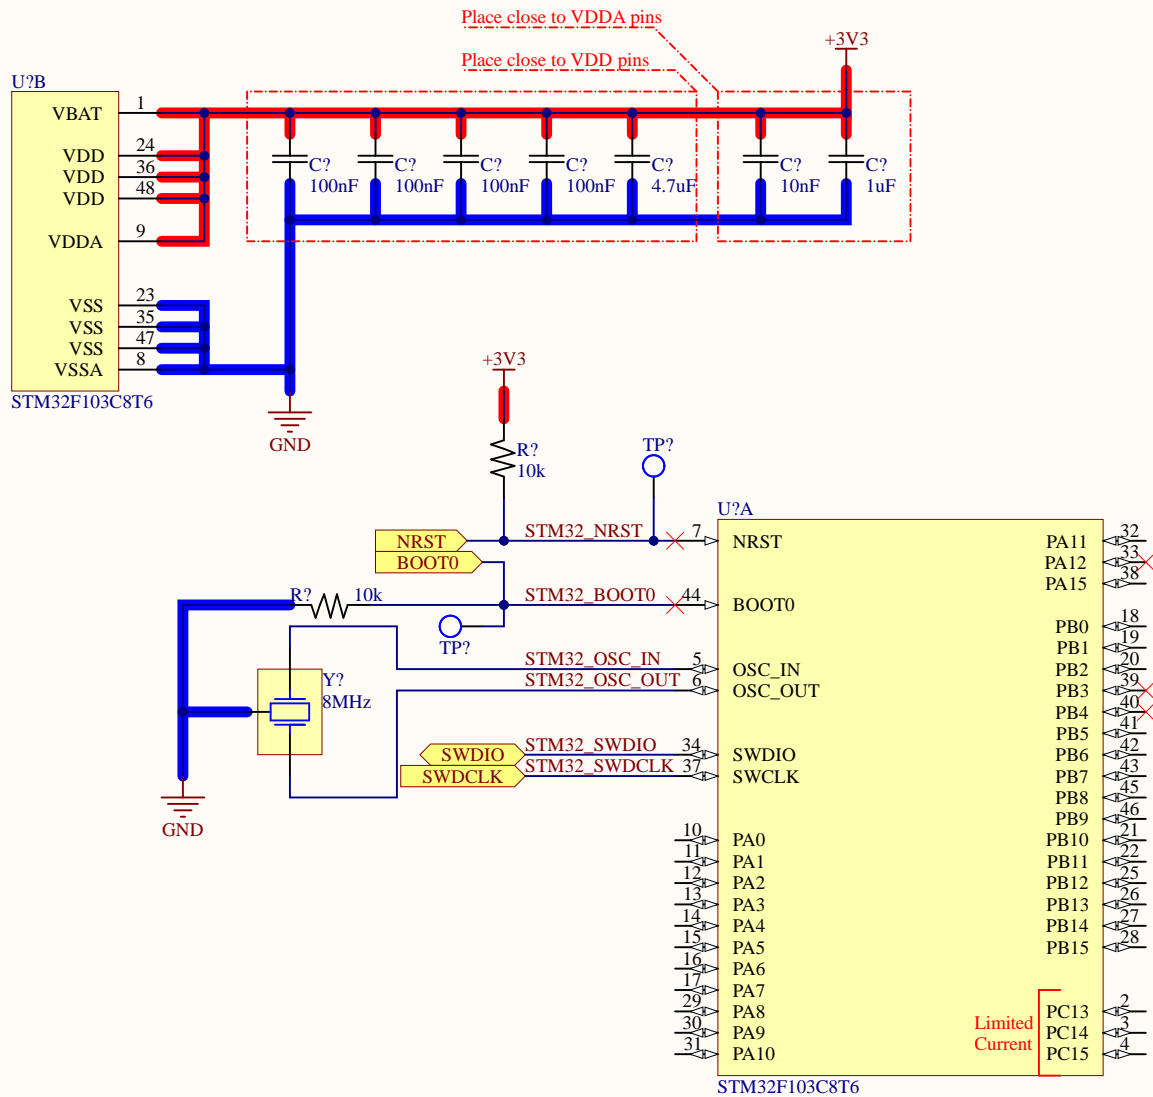 Place close to VDDA pins
Place close to VDD pins
+3V3
U?B
VBAT 1
VDD 24
VDD 36
VDD 48
VDDA 9
VSS 23
VSS 35
VSS 47
VSSA 8
STM32F103C8T6
C?
100nF
C?
100nF
C?
100nF
C?
100nF
C?
4.7uF
C?
10nF
C?
1uF
GND
+3V3
R?
10k
TP?
NRST
STM32_NRST
BOOT0
R? 10k
STM32_BOOT0
TP?
STM32_OSC_IN
STM32_OSC_OUT
Y?
8MHz
SWDIO
STM32_SWDIO
SWDCLK
STM32_SWDCLK
GND
U?A
7 NRST
44 BOOT0
5 OSC_IN
6 OSC_OUT
34 SWDIO
37 SWCLK
10 PA0
11 PA1
12 PA2
13 PA3
14 PA4
15 PA5
16 PA6
17 PA7
29 PA8
30 PA9
31 PA10
PA11 32
PA12 33
PA15 38
PB0 18
PB1 19
PB2 20
PB3 39
PB4 40
PB5 41
PB6 42
PB7 43
PB8 45
PB9 46
PB10 21
PB11 22
PB12 25
PB13 26
PB14 27
PB15 28
Limited
Current
PC13 2
PC14 3
PC15 4
STM32F103C8T6